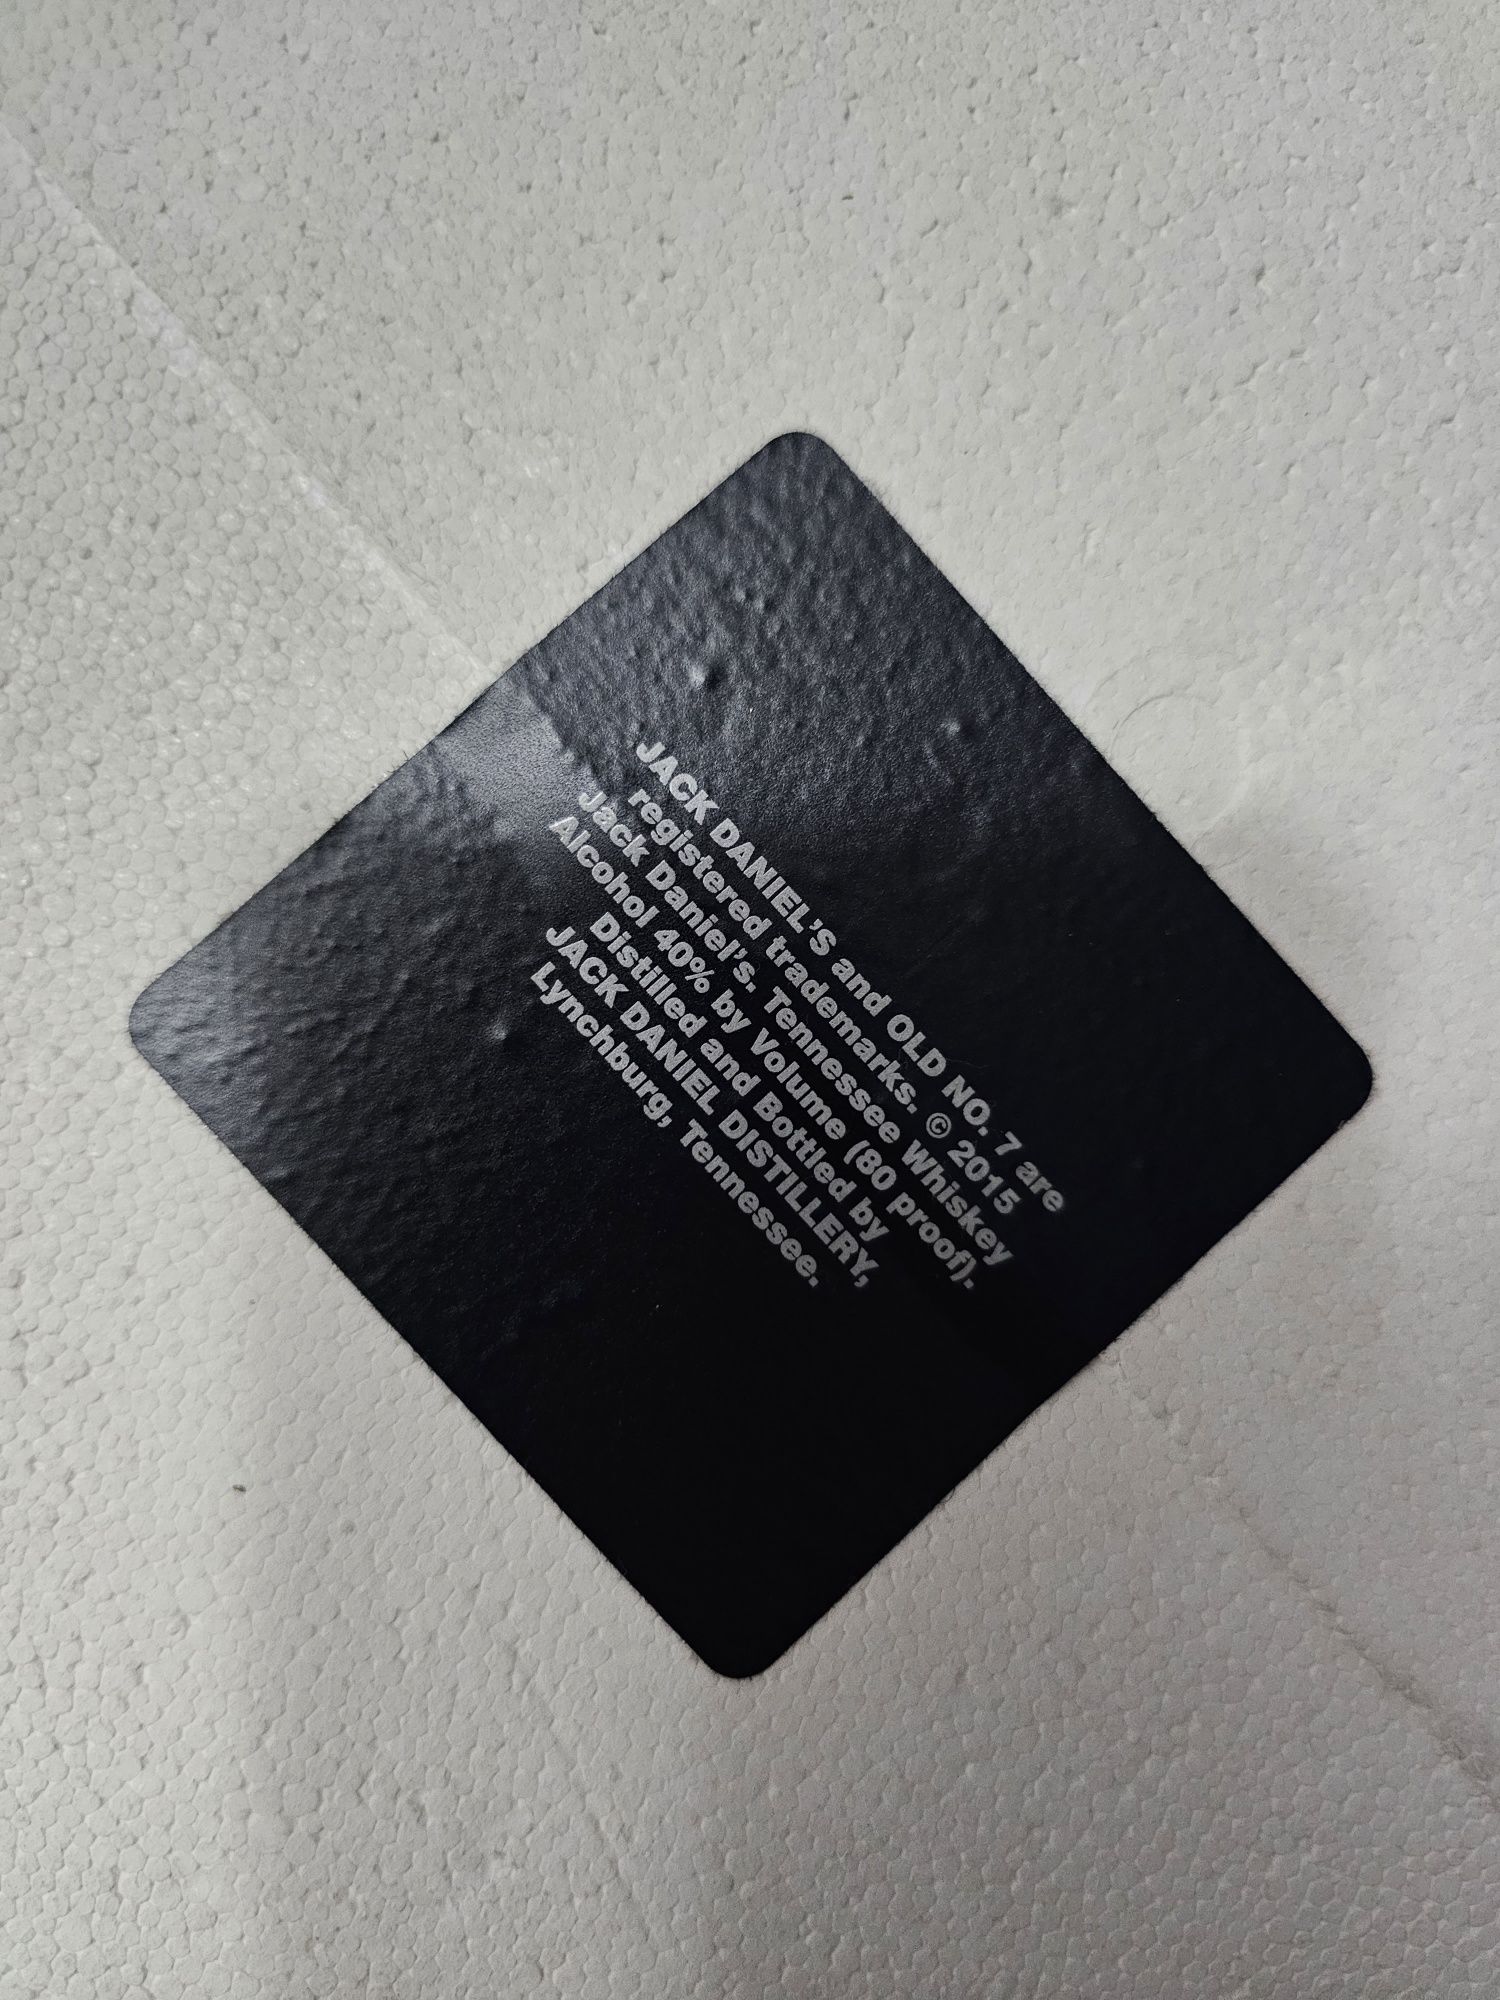 JACK DANIEL'S and OLD NO. 7 are
registered trademarks. © 2015
Jack Daniel's. Tennessee Whiskey
Alcohol 40% by Volume (80 proof).
Distilled and Bottled by
JACK DANIEL DISTILLERY,
Lynchburg, Tennessee.